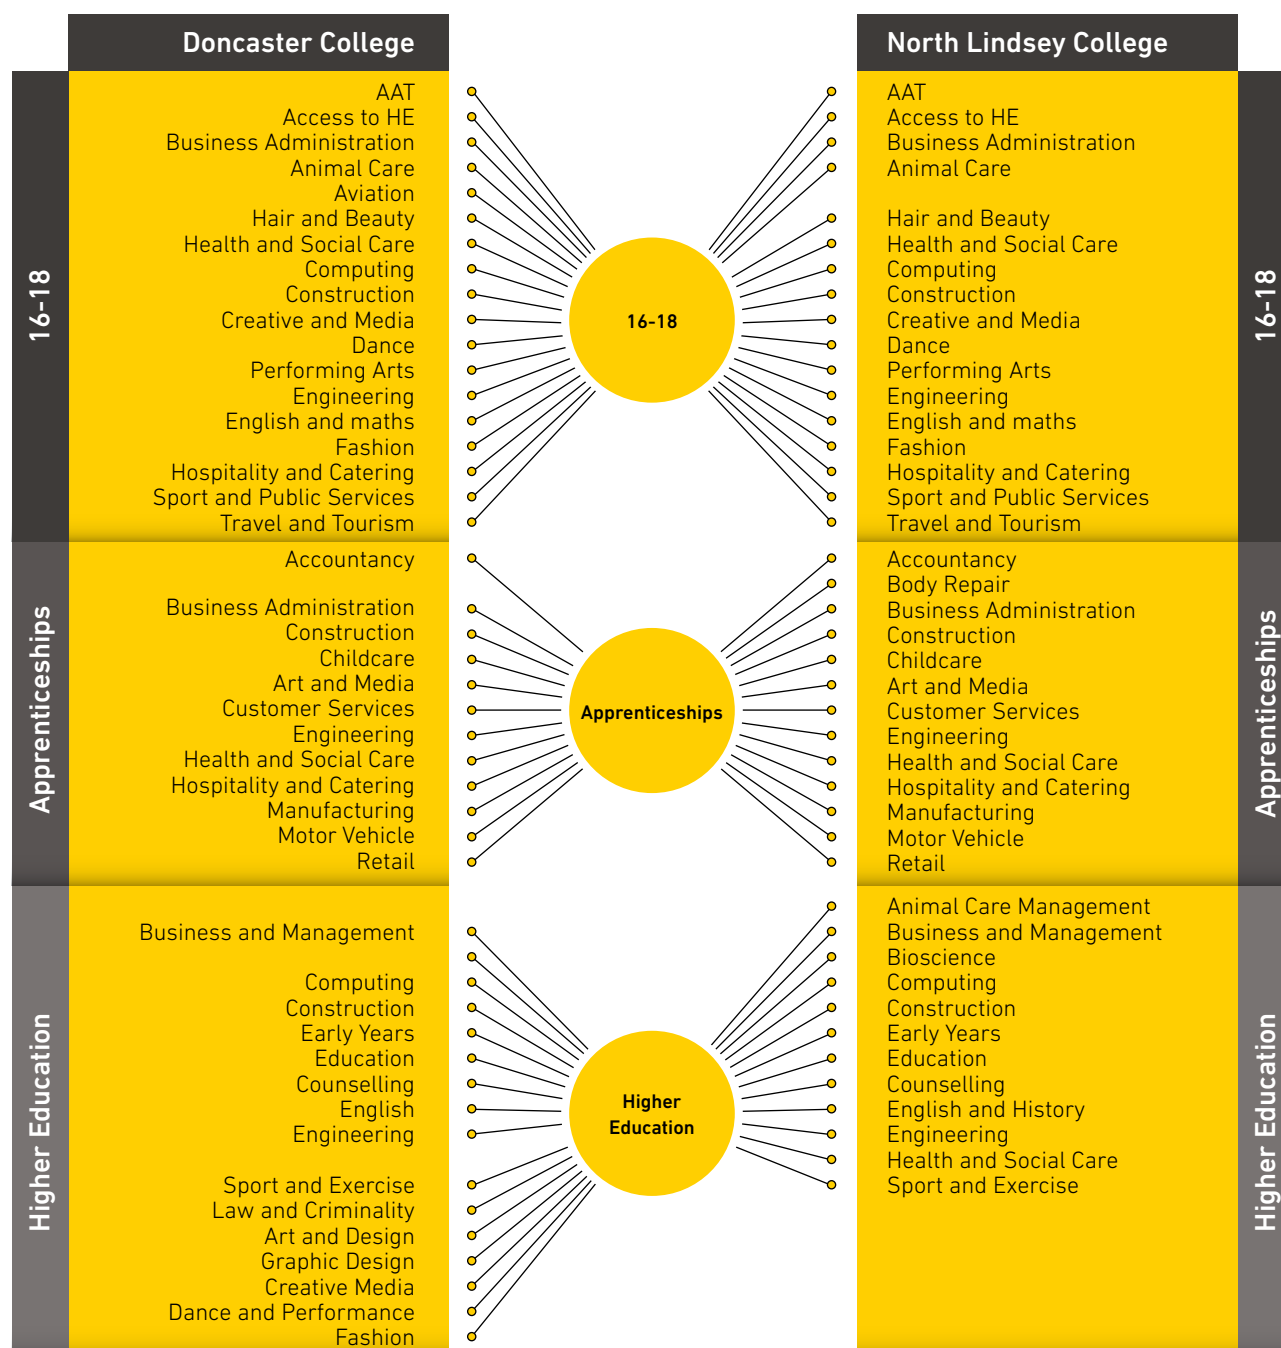 Doncaster College
North Lindsey College
16-18
AAT
Access to HE
Business Administration
Animal Care
Aviation
Hair and Beauty
Health and Social Care
Computing
Construction
Creative and Media
Dance
Performing Arts
Engineering
English and maths
Fashion
Hospitality and Catering
Sport and Public Services
Travel and Tourism
16-18
AAT
Access to HE
Business Administration
Animal Care
Hair and Beauty
Health and Social Care
Computing
Construction
Creative and Media
Dance
Performing Arts
Engineering
English and maths
Fashion
Hospitality and Catering
Sport and Public Services
Travel and Tourism
16-18
Apprenticeships
Accountancy
Business Administration
Construction
Childcare
Art and Media
Customer Services
Engineering
Health and Social Care
Hospitality and Catering
Manufacturing
Motor Vehicle
Retail
Apprenticeships
Accountancy
Body Repair
Business Administration
Construction
Childcare
Art and Media
Customer Services
Engineering
Health and Social Care
Hospitality and Catering
Manufacturing
Motor Vehicle
Retail
Apprenticeships
Higher Education
Business and Management
Computing
Construction
Early Years
Education
Counselling
English
Engineering
Sport and Exercise
Law and Criminality
Art and Design
Graphic Design
Creative Media
Dance and Performance
Fashion
Higher
Education
Animal Care Management
Business and Management
Bioscience
Computing
Construction
Early Years
Education
Counselling
English and History
Engineering
Health and Social Care
Sport and Exercise
Higher Education